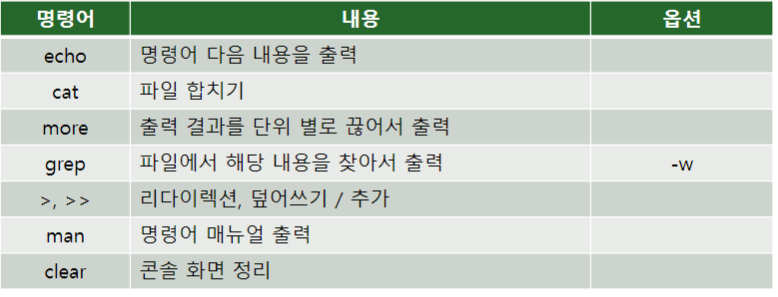 명령어 내용 옵션
echo 명령어 다음 내용을 출력
cat 파일 합치기
more 출력 결과를 단위 별로 끊어서 출력
grep 파일에서 해당 내용을 찾아서 출력 -w
>, >> 리다이렉션, 덮어쓰기 / 추가
man 명령어 매뉴얼 출력
clear 콘솔 화면 정리